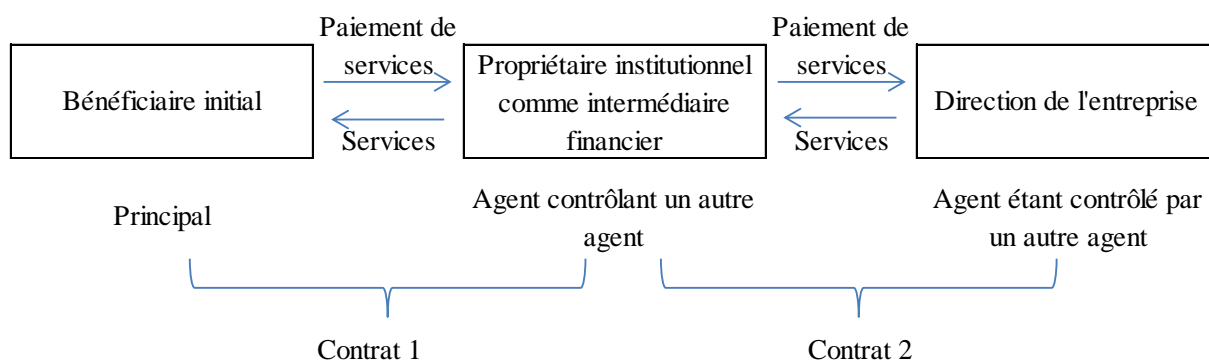 Paiement de
services
Services
Paiement de
services
Services
Bénéficiaire initial
Propriétaire institutionnel
comme intermédiaire
financier
Direction de l'entreprise
Principal
Agent contrôlant un autre
agent
Agent étant contrôlé par
un autre agent
Contrat 1
Contrat 2